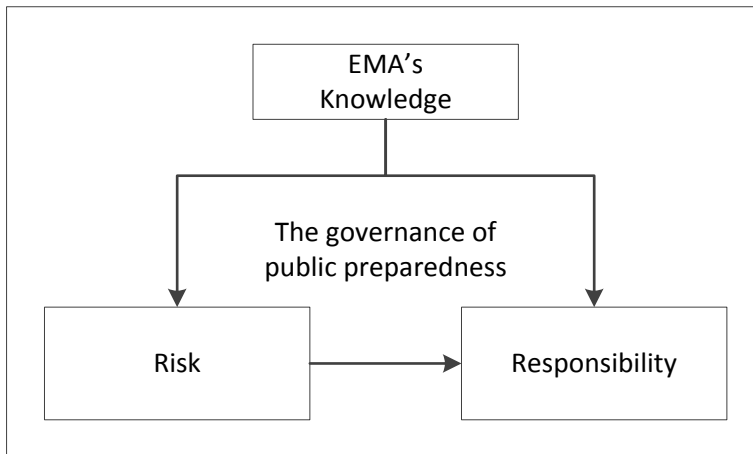 EMA’s
Knowledge
The governance of
public preparedness
Risk
Responsibility